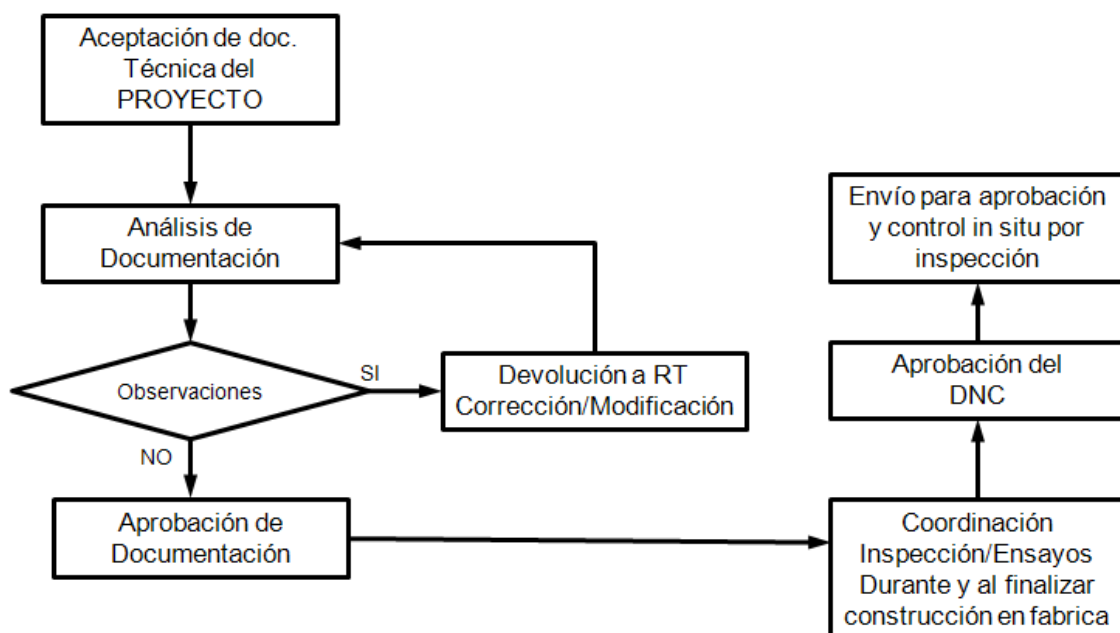 Aceptación de doc.
Técnica del
PROYECTO
Análisis de
Documentación
Observaciones
SI
Devolución a RT
Corrección/Modificación
NO
Aprobación de
Documentación
Coordinación
Inspección/Ensayos
Durante y al finalizar
construcción en fabrica
Aprobación del
DNC
Envío para aprobación
y control in situ por
inspección